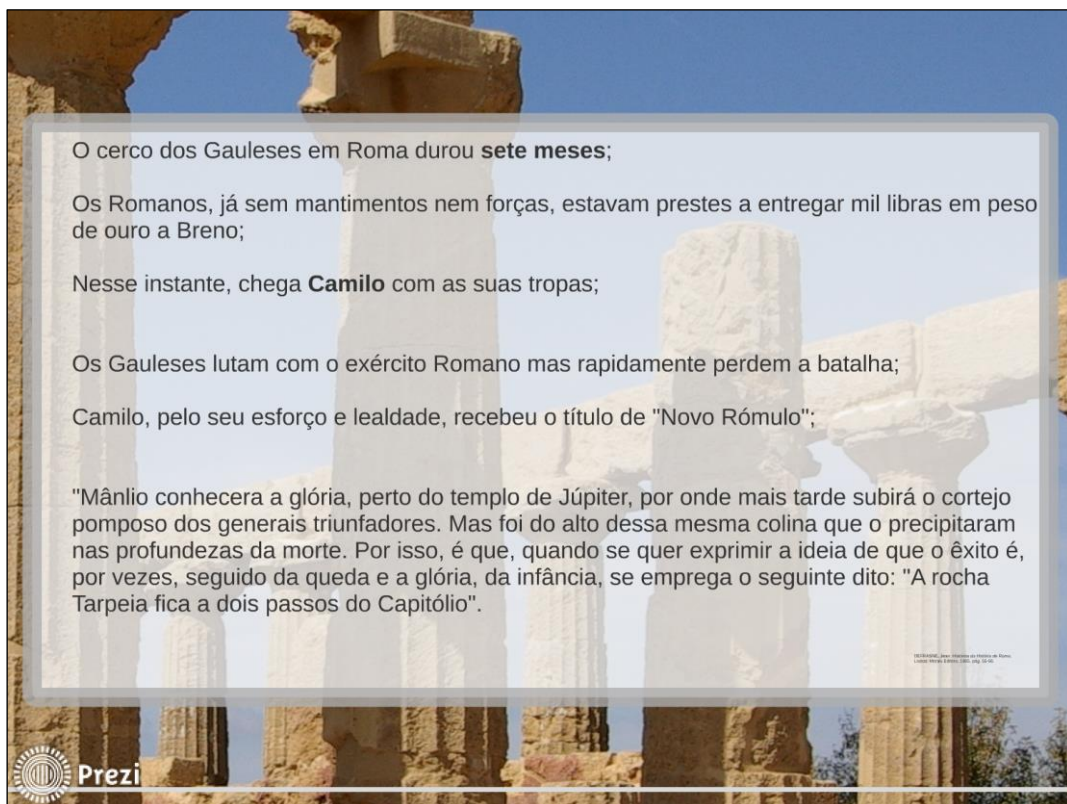 O cerco dos Gauleses em Roma durou sete meses;
Os Romanos, já sem mantimentos nem forças, estavam prestes a entregar mil libras em peso
de ouro a Breno;
Nesse instante, chega Camilo com as suas tropas;
Os Gauleses lutam com o exército Romano mas rapidamente perdem a batalha;
Camilo, pelo seu esforço e lealdade, recebeu o título de "Novo Rómulo";
"Mânlio conhecera a glória, perto do templo de Júpiter, por onde mais tarde subirá o cortejo
pomposo dos generais triunfadores. Mas foi do alto dessa mesma colina que o precipitaram
nas profundezas da morte. Por isso, é que, quando se quer exprimir a ideia de que o êxito é,
por vezes, seguido da queda e a glória, da infância, se emprega o seguinte dito: "A rocha
Tarpeia fica a dois passos do Capitólio".
Prezi